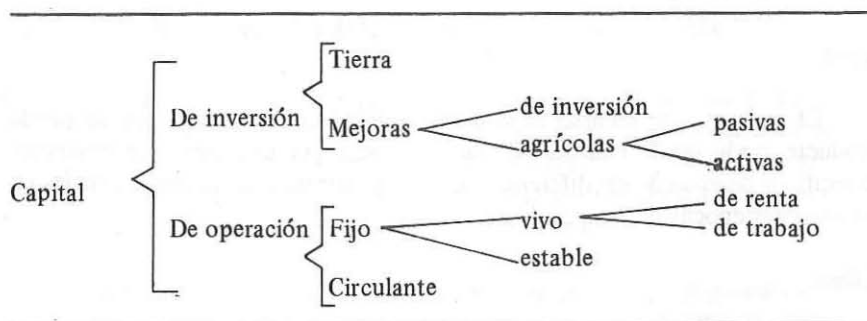 Capital
De inversión
Tierra
Mejoras
de inversión
agrícolas
pasivas
activas
De operación
Fijo
vivo
de renta
de trabajo
estable
Circulante